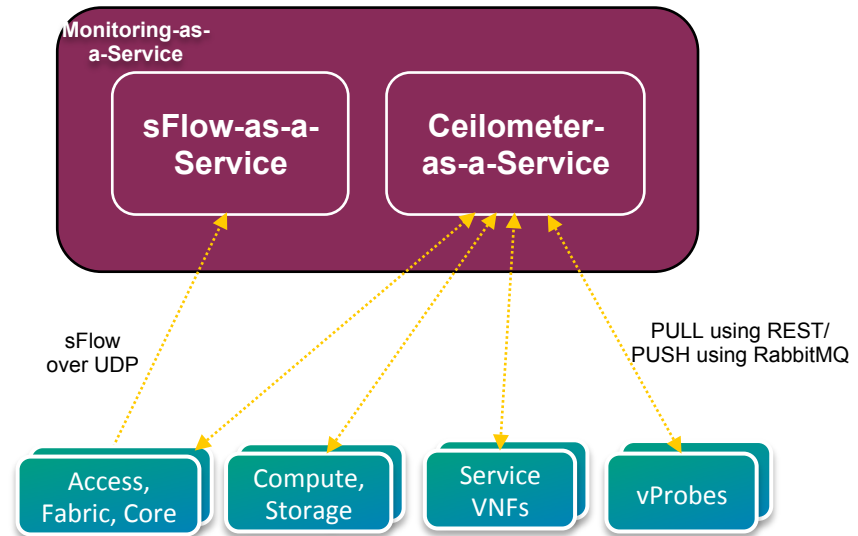 Monitoring-as-
a-Service
sFlow-as-a-
Service
Ceilometer-
as-a-Service
sFlow
over UDP
PULL using REST/
PUSH using RabbitMQ
Access,
Fabric, Core
Compute,
Storage
Service
VNFs
vProbes